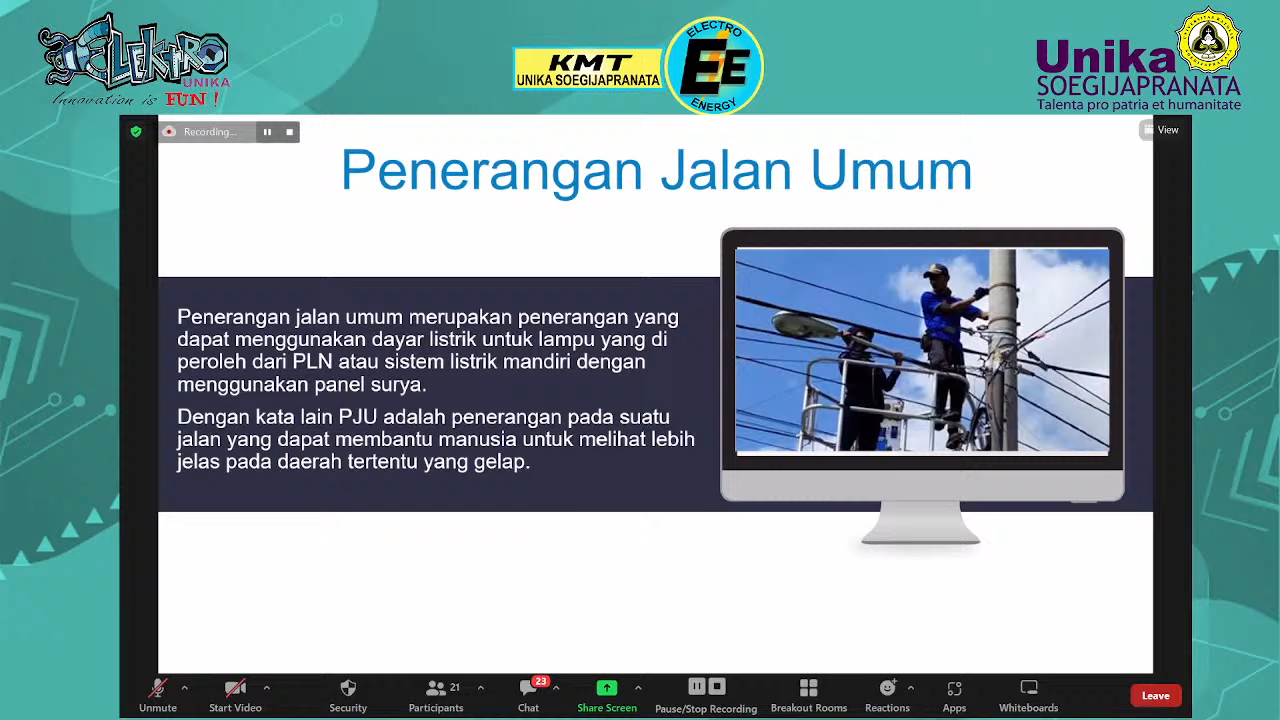 ELEKTRO
UNIKA
Innovation is FUN !
KMT
UNIKA SOEGIJAPRANATA
ELECTRO
EE
ENERGY
Unika
SOEGIJAPRANATA
Talenta pro patria et humanitate
Recording...
View
Penerangan Jalan Umum
Penerangan jalan umum merupakan penerangan yang
dapat menggunakan dayar listrik untuk lampu yang di
peroleh dari PLN atau sistem listrik mandiri dengan
menggunakan panel surya.
Dengan kata lain PJU adalah penerangan pada suatu
jalan yang dapat membantu manusia untuk melihat lebih
jelas pada daerah tertentu yang gelap.
21
23
Unmute
Start Video
Security
Participants
Chat
Share Screen
Pause/Stop Recording
Breakout Rooms
Reactions
Apps
Whiteboards
Leave